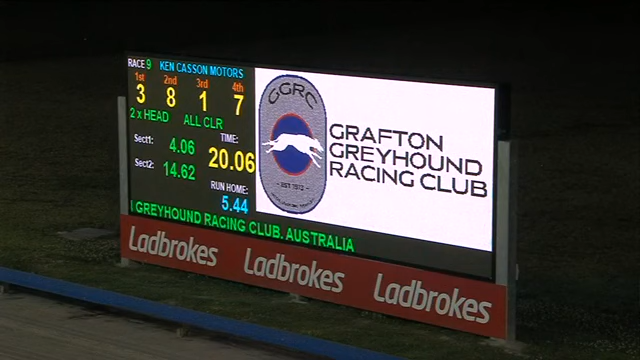 RACE 9 KEN CASSON MOTORS
1st 2nd 3rd 4th
3 8 1 7
2 x HEAD ALL CLR
Sect1: 4.06
Sect2: 14.62
TIME:
20.06
RUN HOME:
5.44
GREYHOUND RACING CLUB. AUSTRALIA
GGRC
EST 1912
GRAFTON
GREYHOUND
RACING CLUB
Ladbrokes Ladbrokes Ladbrokes